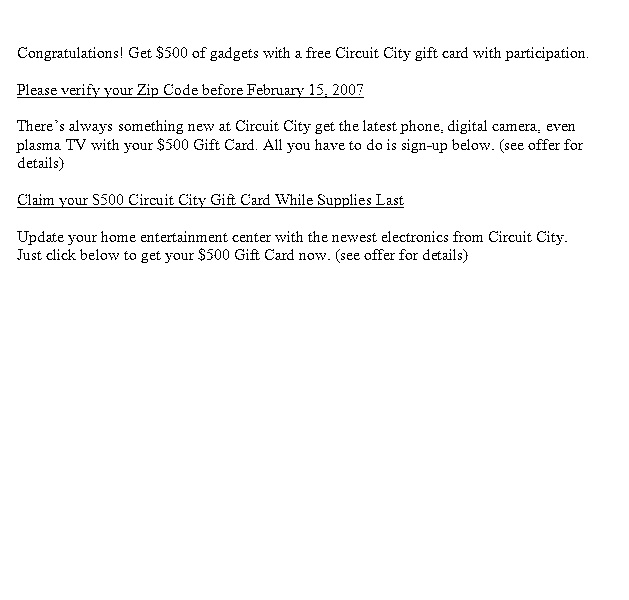 Congratulations! Get $500 of gadgets with a free Circuit City gift card with participation.
Please verify your Zip Code before February 15, 2007
There's always something new at Circuit City get the latest phone, digital camera, even
plasma TV with your $500 Gift Card. All you have to do is sign-up below. (see offer for
details)
Claim your $500 Circuit City Gift Card While Supplies Last
Update your home entertainment center with the newest electronics from Circuit City.
Just click below to get your $500 Gift Card now. (see offer for details)